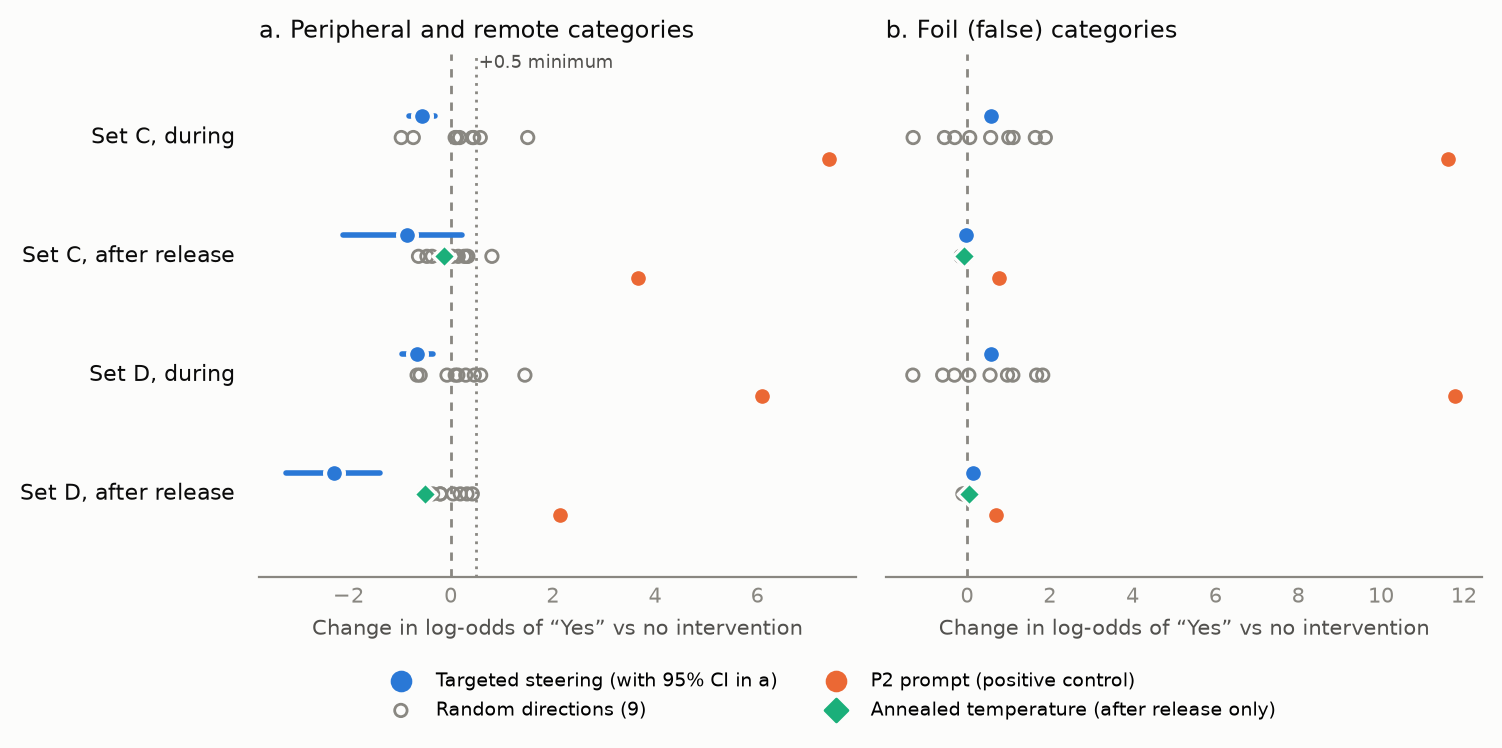 a. Peripheral and remote categories
b. Foil (false) categories
+0.5 minimum
Set C, during
Set C, after release
Set D, during
Set D, after release
−2 0 2 4 6
0 2 4 6 8 10 12
Change in log-odds of “Yes” vs no intervention
Change in log-odds of “Yes” vs no intervention
Targeted steering (with 95% CI in a)
P2 prompt (positive control)
Random directions (9)
Annealed temperature (after release only)